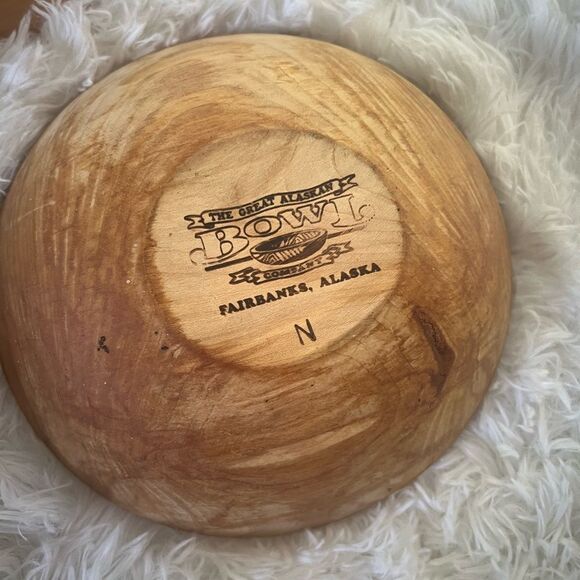 THE GREAT ALASKAN
BOWL
COMPANY
FAIRBANKS, ALASKA
N